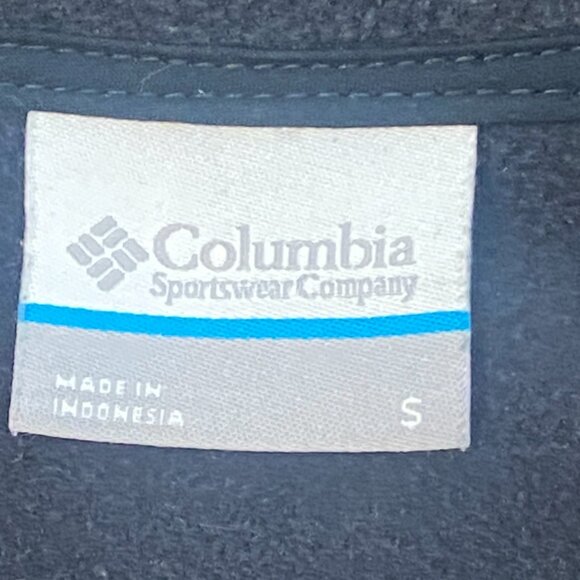 Columbia
Sportswear Company
MADE IN
INDONESIA
S